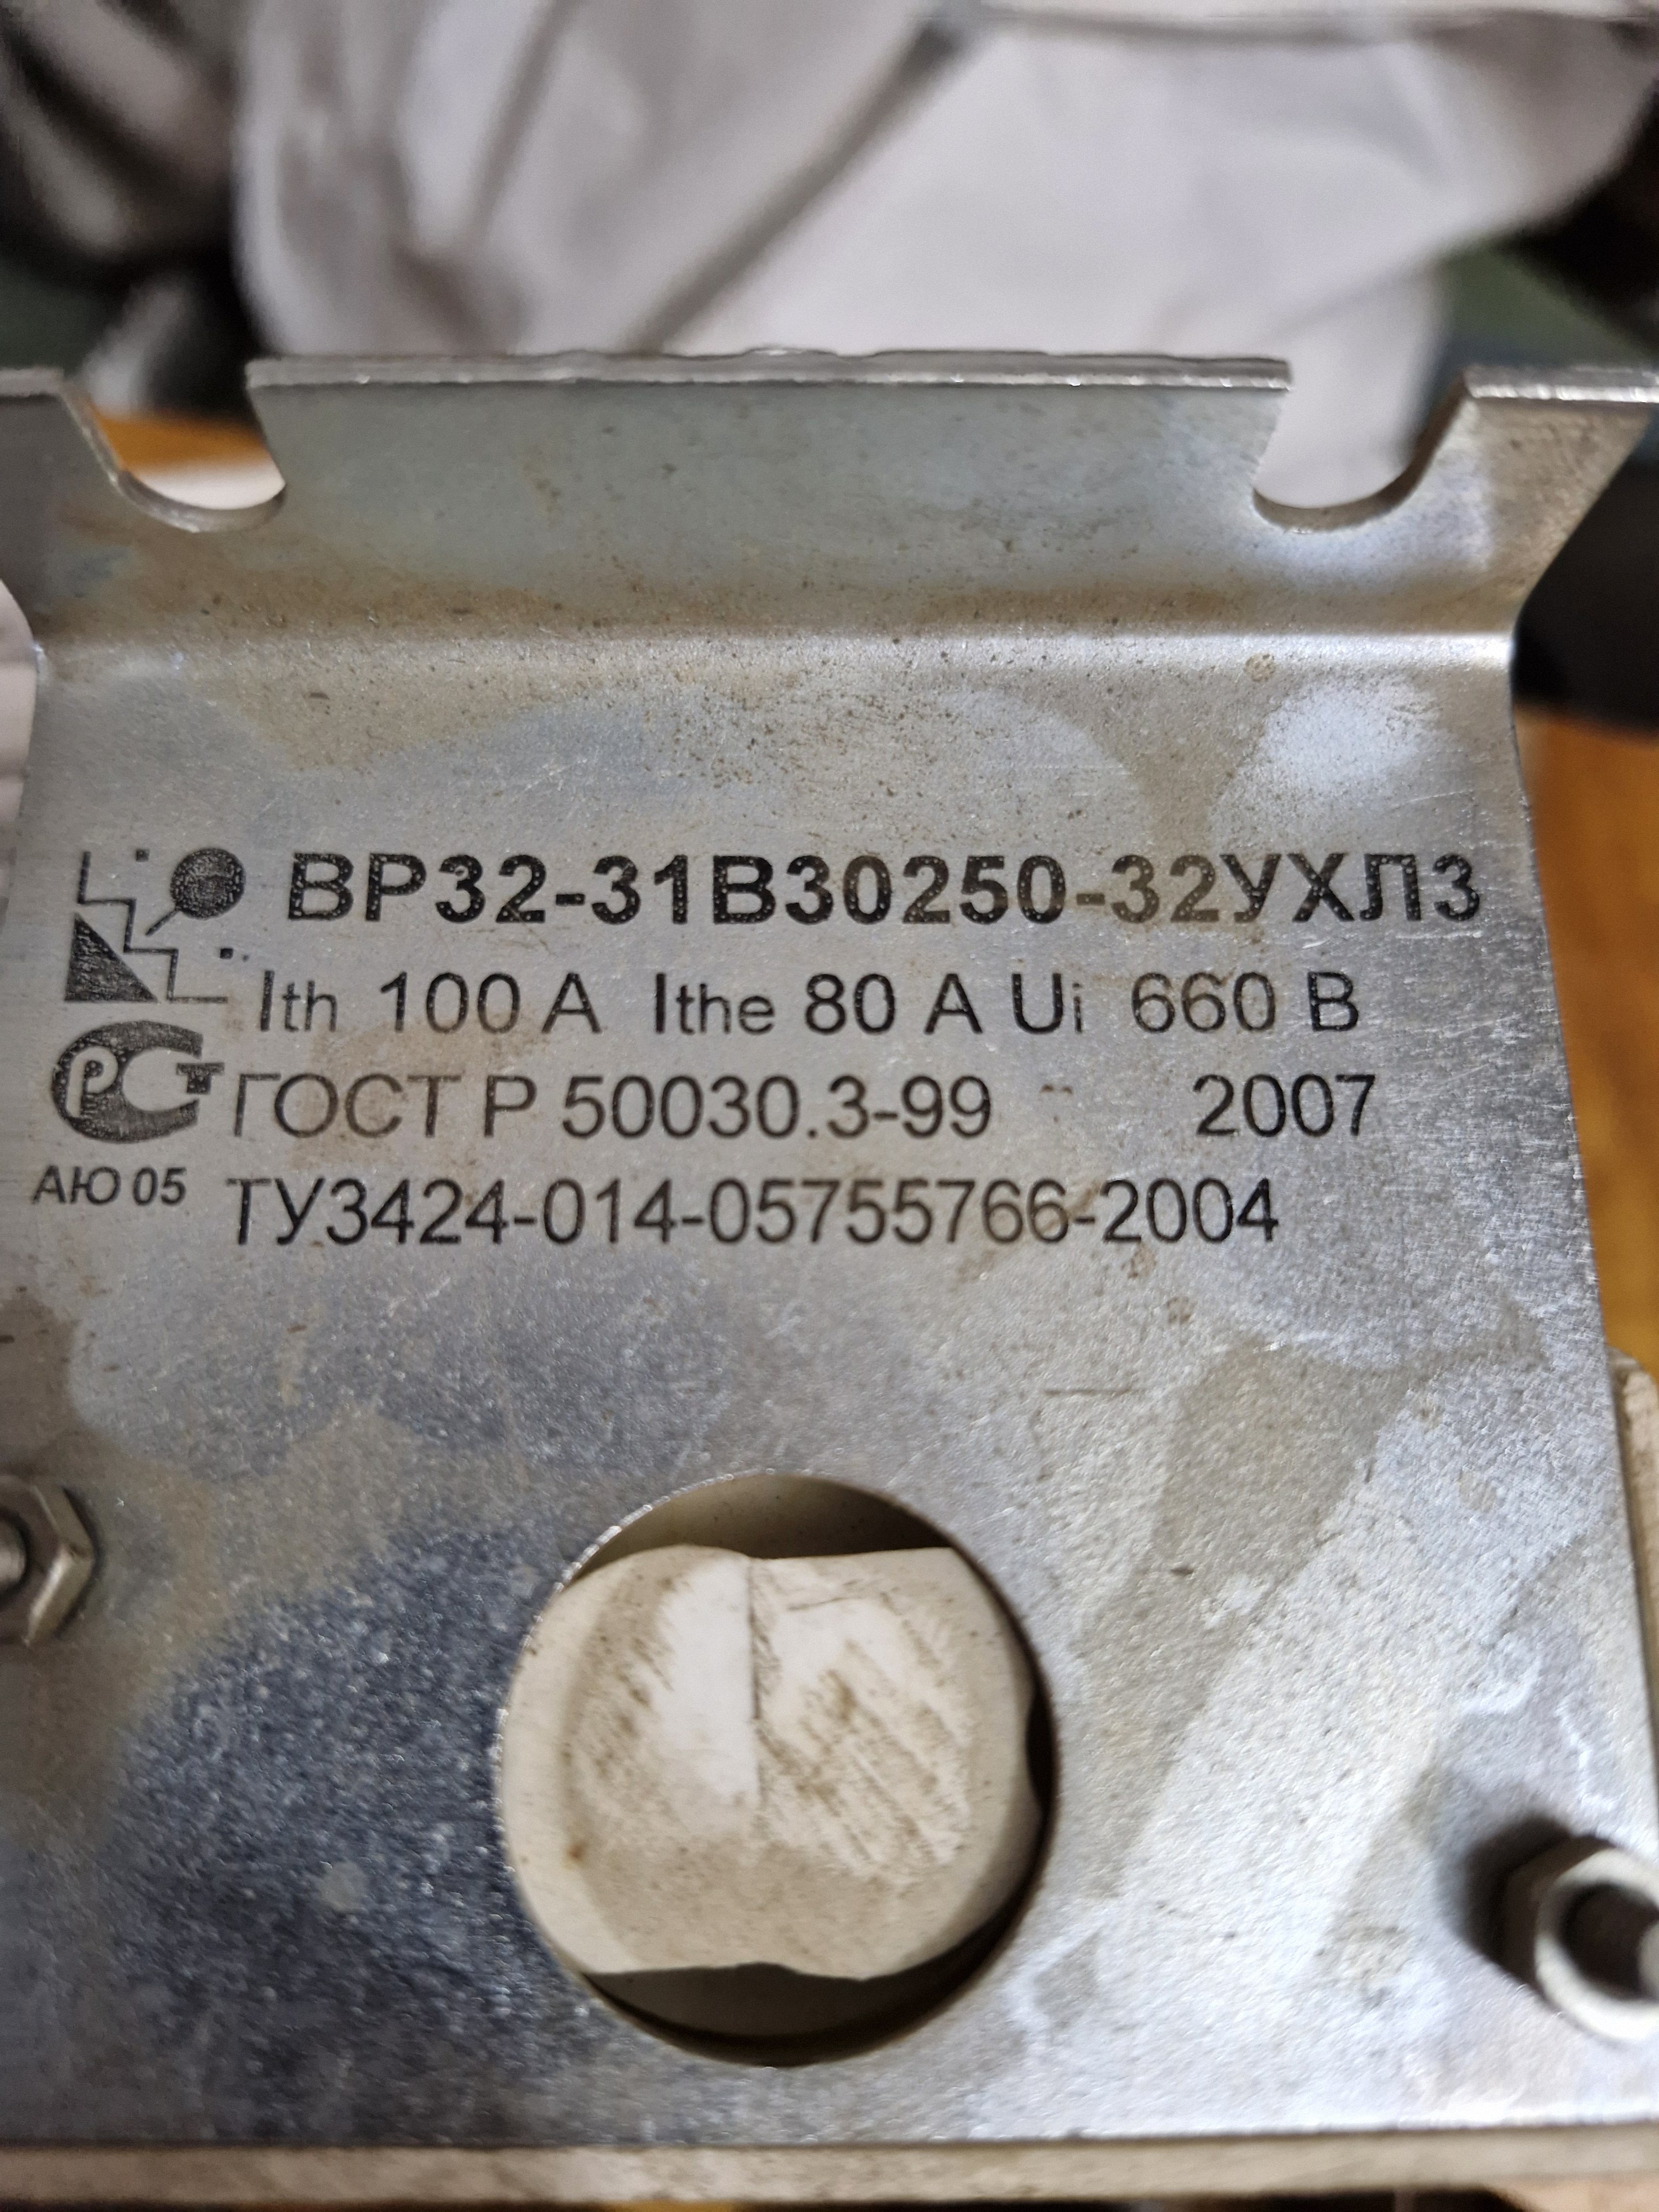 ВР32-31В30250-32УХЛ3
Ith 100 А Ithe 80 А Ui 660 В
РСТ ГОСТ Р 50030.3-99 2007
АЮ 05 ТУ3424-014-05755766-2004